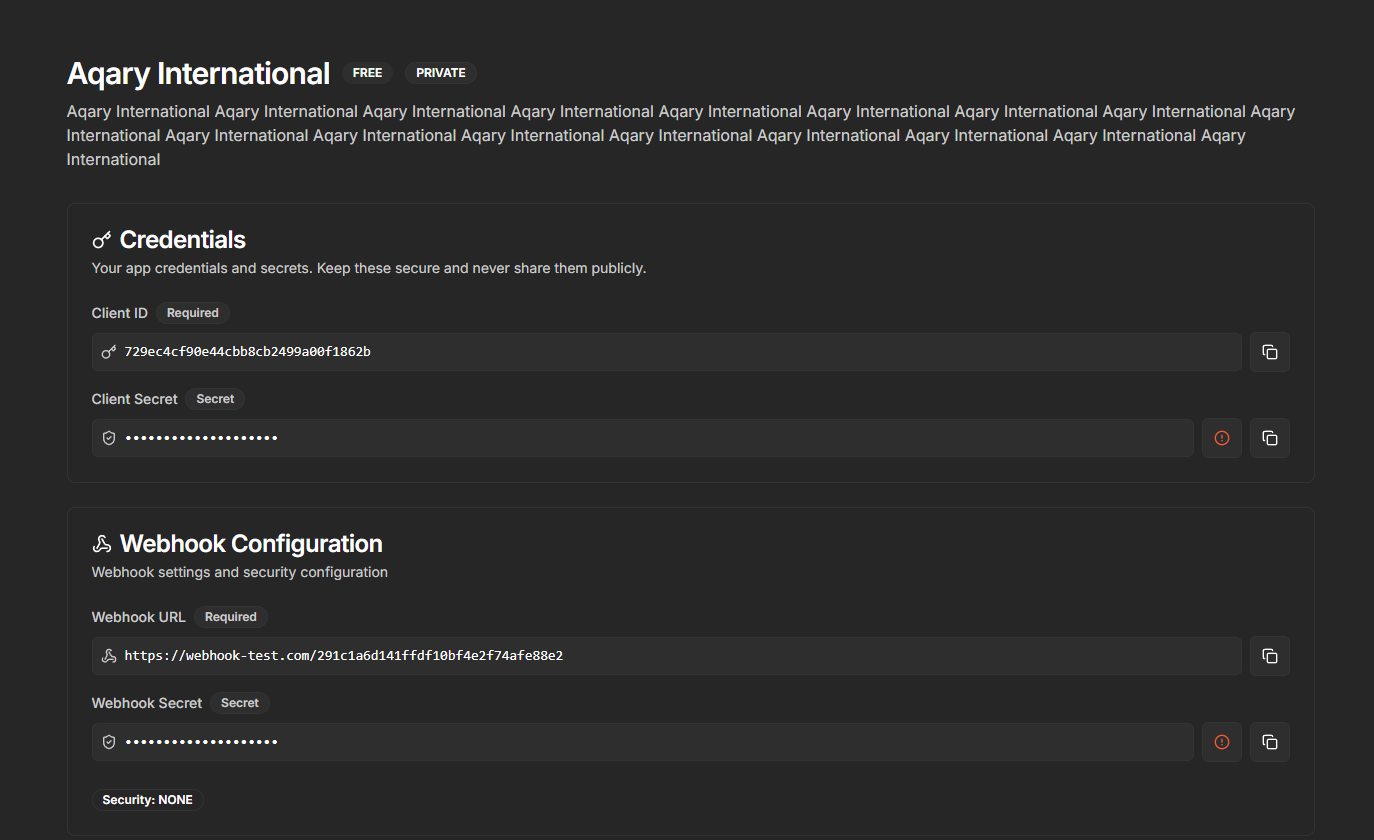 Aqary International FREE PRIVATE
Aqary International Aqary International Aqary International Aqary International Aqary International Aqary International Aqary International Aqary International Aqary
International Aqary International Aqary International Aqary International Aqary International Aqary International Aqary International Aqary International Aqary
International
Credentials
Your app credentials and secrets. Keep these secure and never share them publicly.
Client ID Required
729ec4cf90e44cbb8cb2499a00f1862b
Client Secret Secret
••••••••••••••••••••
Webhook Configuration
Webhook settings and security configuration
Webhook URL Required
https://webhook-test.com/291c1a6d141ffdf10bf4e2f74afe88e2
Webhook Secret Secret
••••••••••••••••••••
Security: NONE